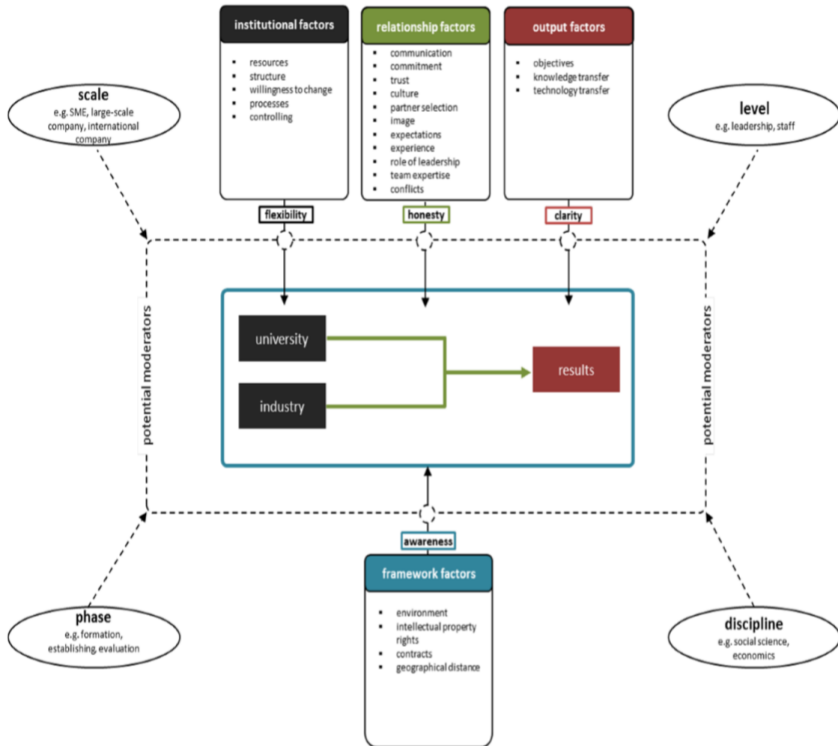 institutional factors
resources
structure
willingness to change
processes
controlling
relationship factors
communication
commitment
trust
culture
partner selection
image
expectations
experience
role of leadership
team expertise
conflicts
output factors
objectives
knowledge transfer
technology transfer
scale
e.g. SME, large-scale
company, international
company
level
e.g. leadership, staff
flexibility
honesty
clarity
potential moderators
university
industry
results
potential moderators
awareness
framework factors
environment
intellectual property
rights
contracts
geographical distance
phase
e.g. formation,
establishing, evaluation
discipline
e.g. social science,
economics